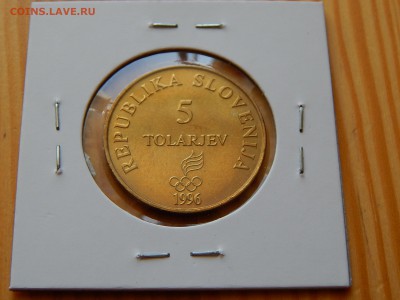 COINS.LAVE.RU
REPUBLIKA SLOVENIJA
5
TOLARJEV
1996